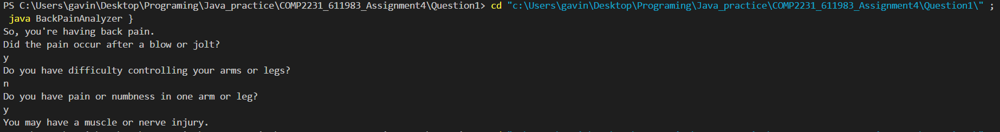 PS C:\Users\gavin\Desktop\Programing\Java_practice\COMP2231_611983_Assignment4\Question1> cd "c:\Users\gavin\Desktop\Programing\Java_practice\COMP2231_611983_Assignment4\Question1\" ;
java BackPainAnalyzer }
So, you're having back pain.
Did the pain occur after a blow or jolt?
y
Do you have difficulty controlling your arms or legs?
n
Do you have pain or numbness in one arm or leg?
y
You may have a muscle or nerve injury.